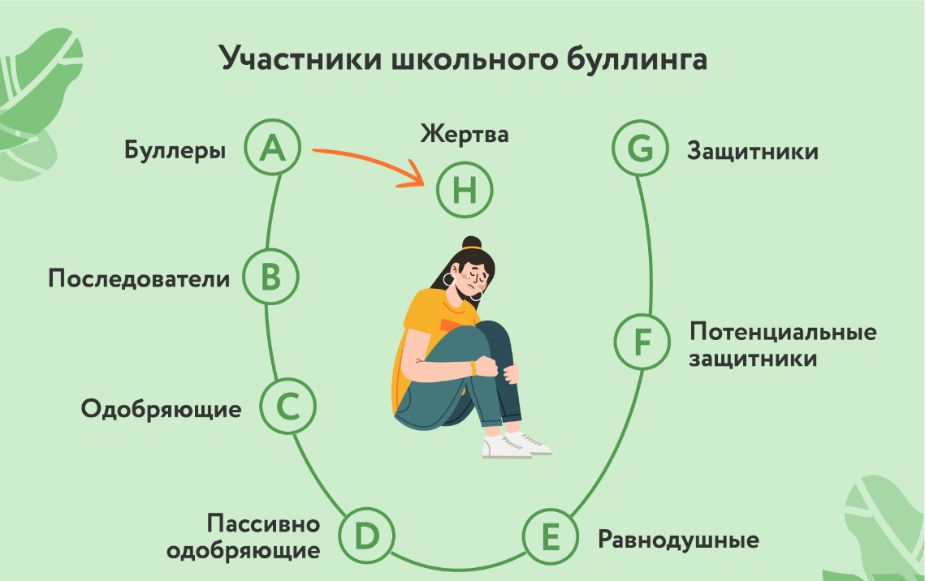 Участники школьного буллинга
Жертва
H
Буллеры
A
G
Защитники
Последователи
B
F
Потенциальные
защитники
Одобряющие
C
Пассивно
одобряющие
D
E
Равнодушные